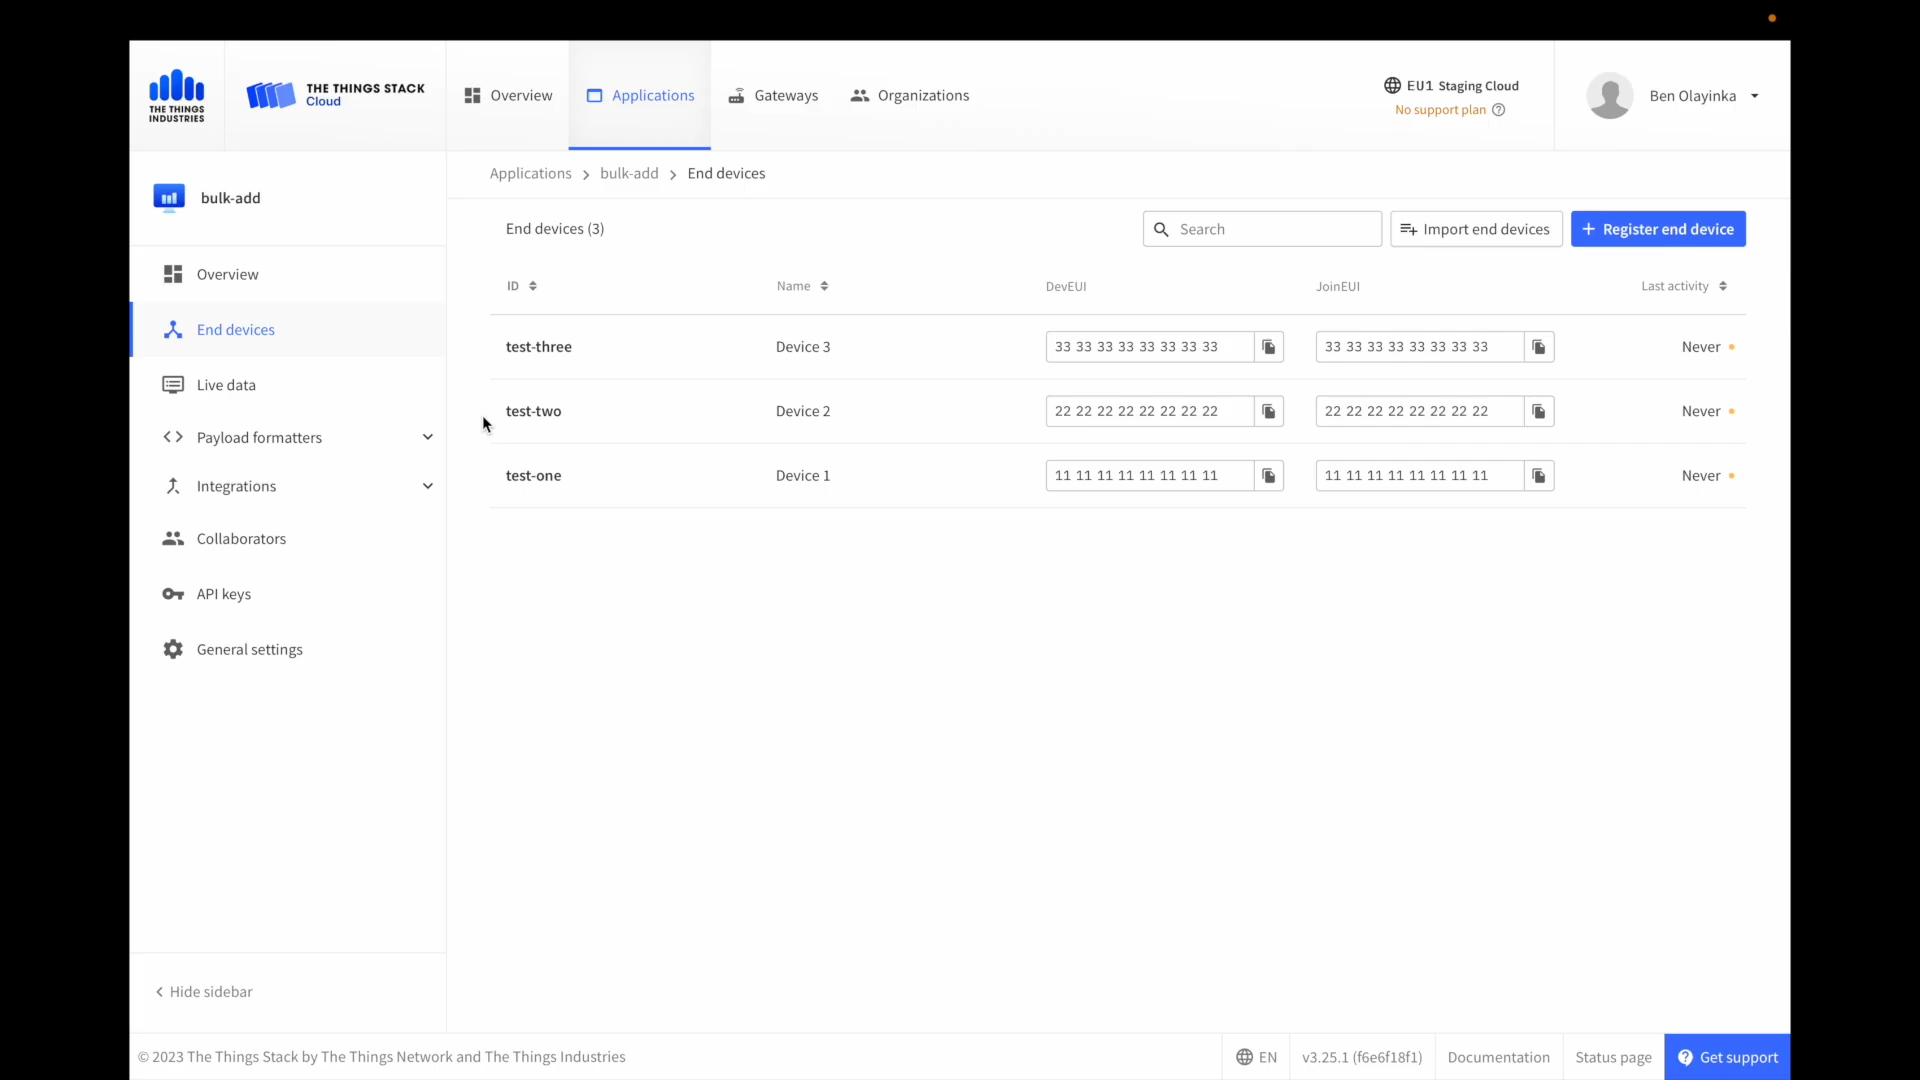 THE THINGS INDUSTRIES
THE THINGS STACK
Cloud
Overview
Applications
Gateways
Organizations
EU1 Staging Cloud
No support plan
Ben Olayinka
bulk-add
Overview
End devices
Live data
Payload formatters
Integrations
Collaborators
API keys
General settings
Hide sidebar
Applications > bulk-add > End devices
End devices (3)
Search
Import end devices
+ Register end device
ID Name DevEUI JoinEUI Last activity
test-three Device 3 33 33 33 33 33 33 33 33 33 33 33 33 33 33 33 33 Never
test-two Device 2 22 22 22 22 22 22 22 22 22 22 22 22 22 22 22 22 Never
test-one Device 1 11 11 11 11 11 11 11 11 11 11 11 11 11 11 11 11 Never
© 2023 The Things Stack by The Things Network and The Things Industries
EN
v3.25.1 (f6e6f18f1)
Documentation
Status page
Get support